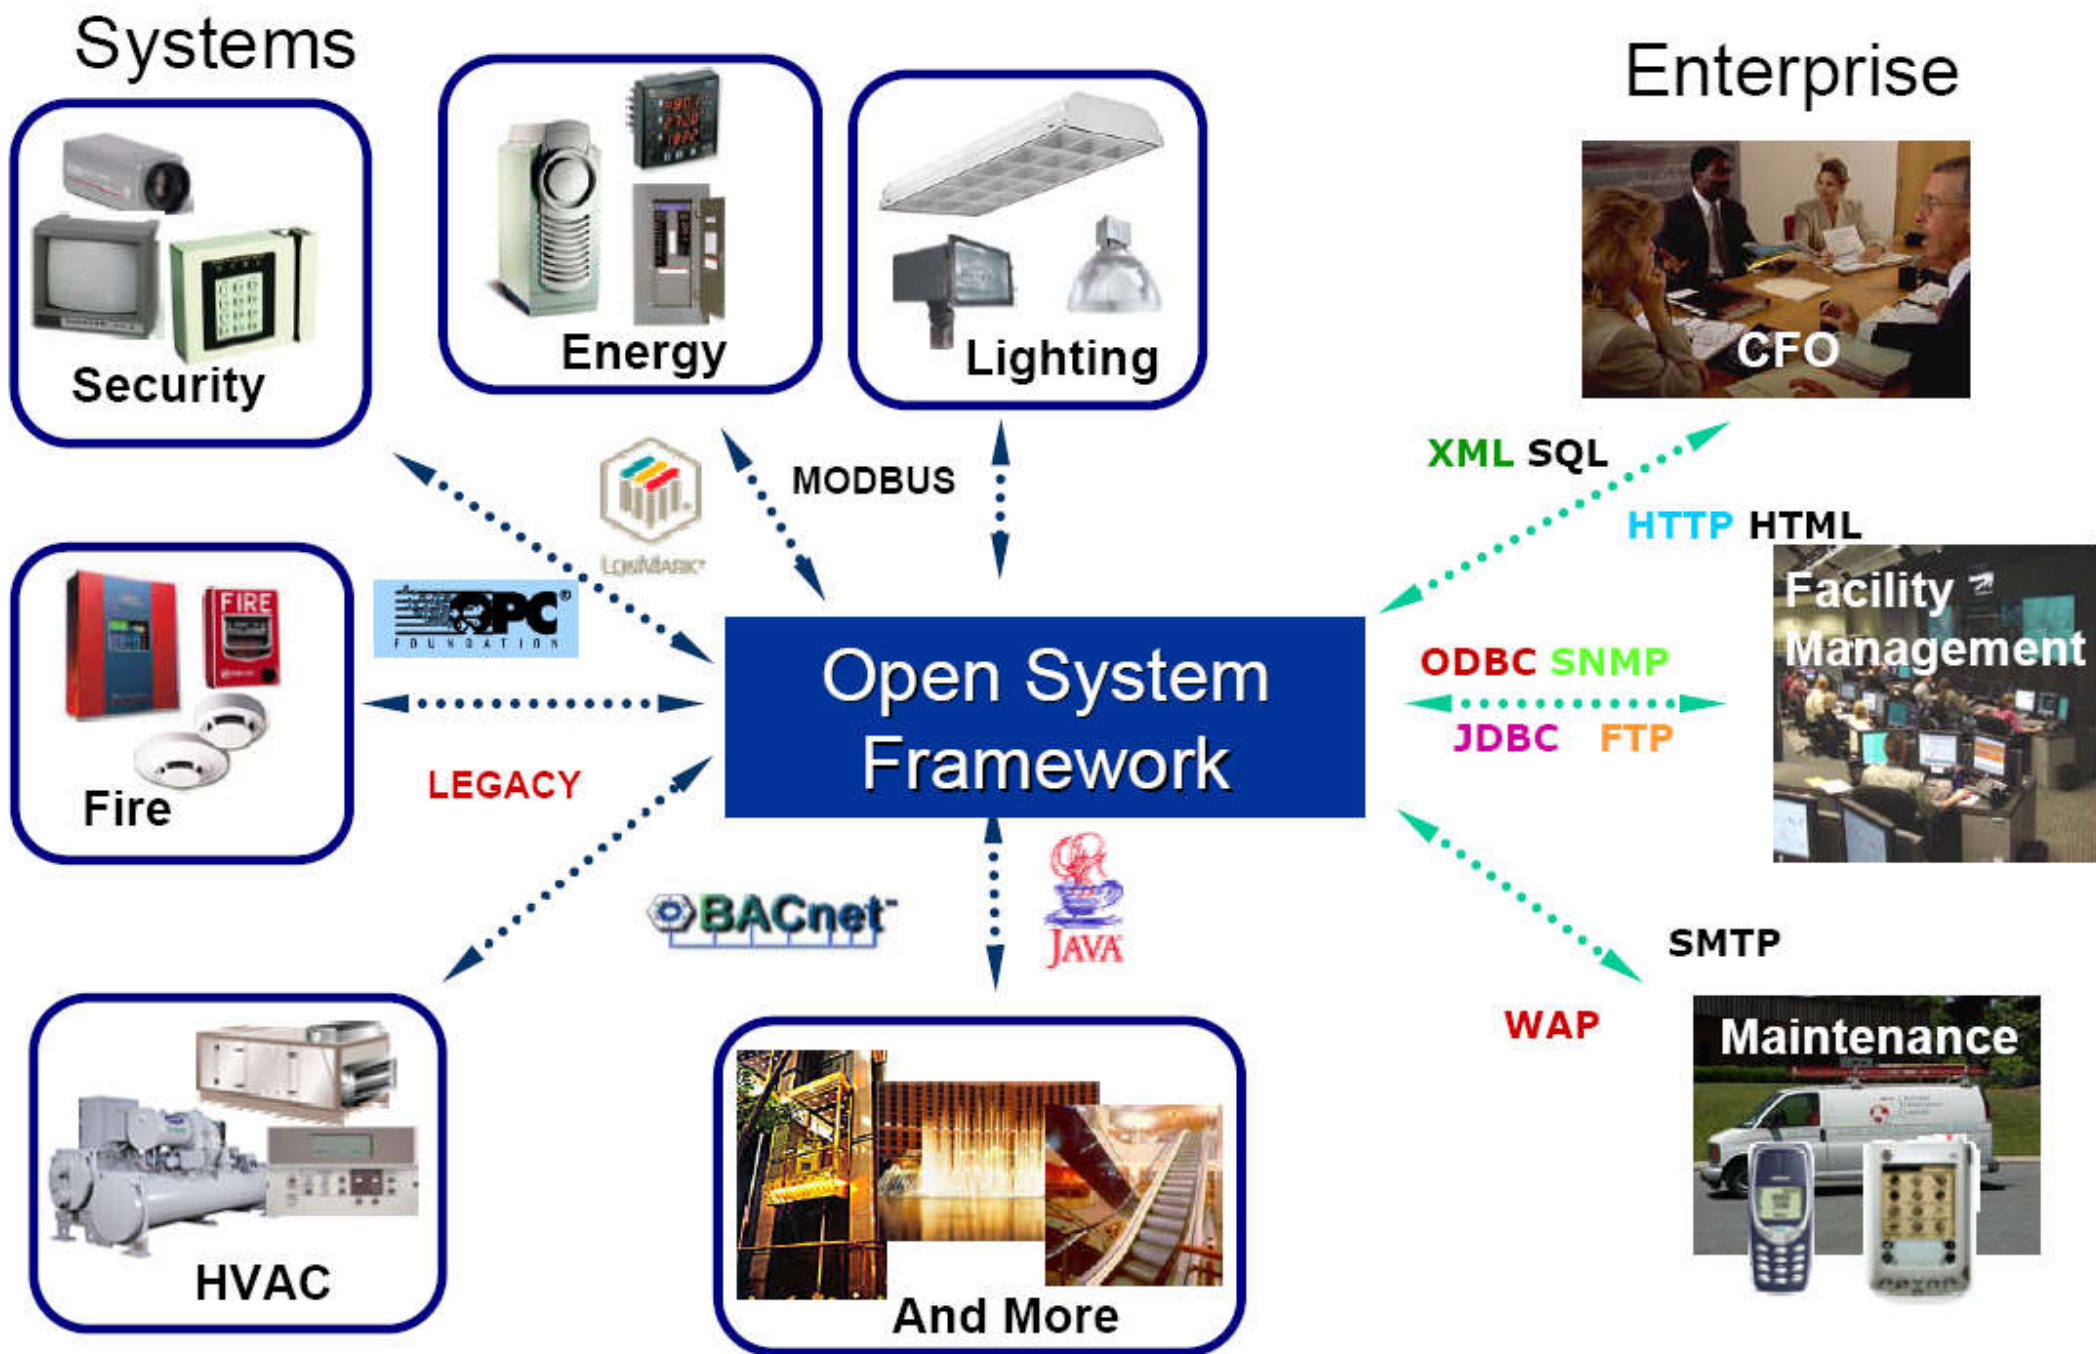 Systems
Enterprise
Security
Energy
Lighting
CFO
XML SQL
MODBUS
LONMARK
HTTP HTML
OPC
FOUNDATION
FIRE
Fire
LEGACY
Open System
Framework
ODBC SNMP
JDBC FTP
Facility
Management
BACnet
JAVA
SMTP
WAP
HVAC
And More
Maintenance